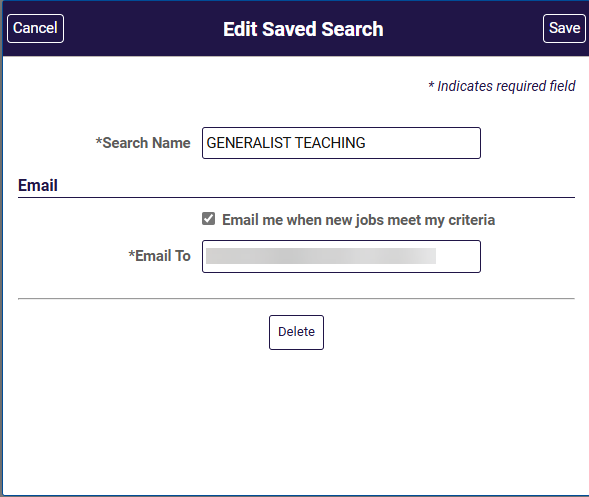 Cancel
Edit Saved Search
Save
* Indicates required field
*Search Name
GENERALIST TEACHING
Email
Email me when new jobs meet my criteria
*Email To
Delete